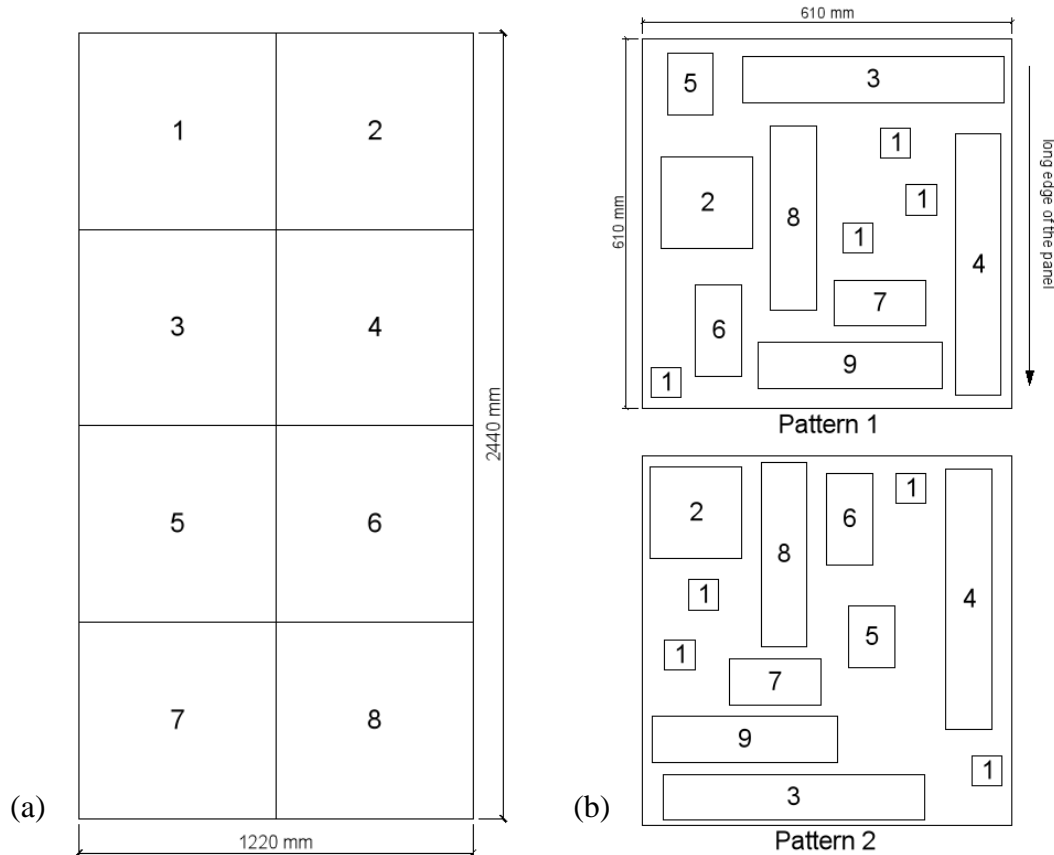 1 2
3 4
5 6
7 8
2440 mm
1220 mm
(a)
610 mm
610 mm
long edge of the panel
5 3
1
2 8 1
1 4
7
6
9
1
Pattern 1
2 8 6 1
4
1
5
1
7
9
1
3
Pattern 2
(b)